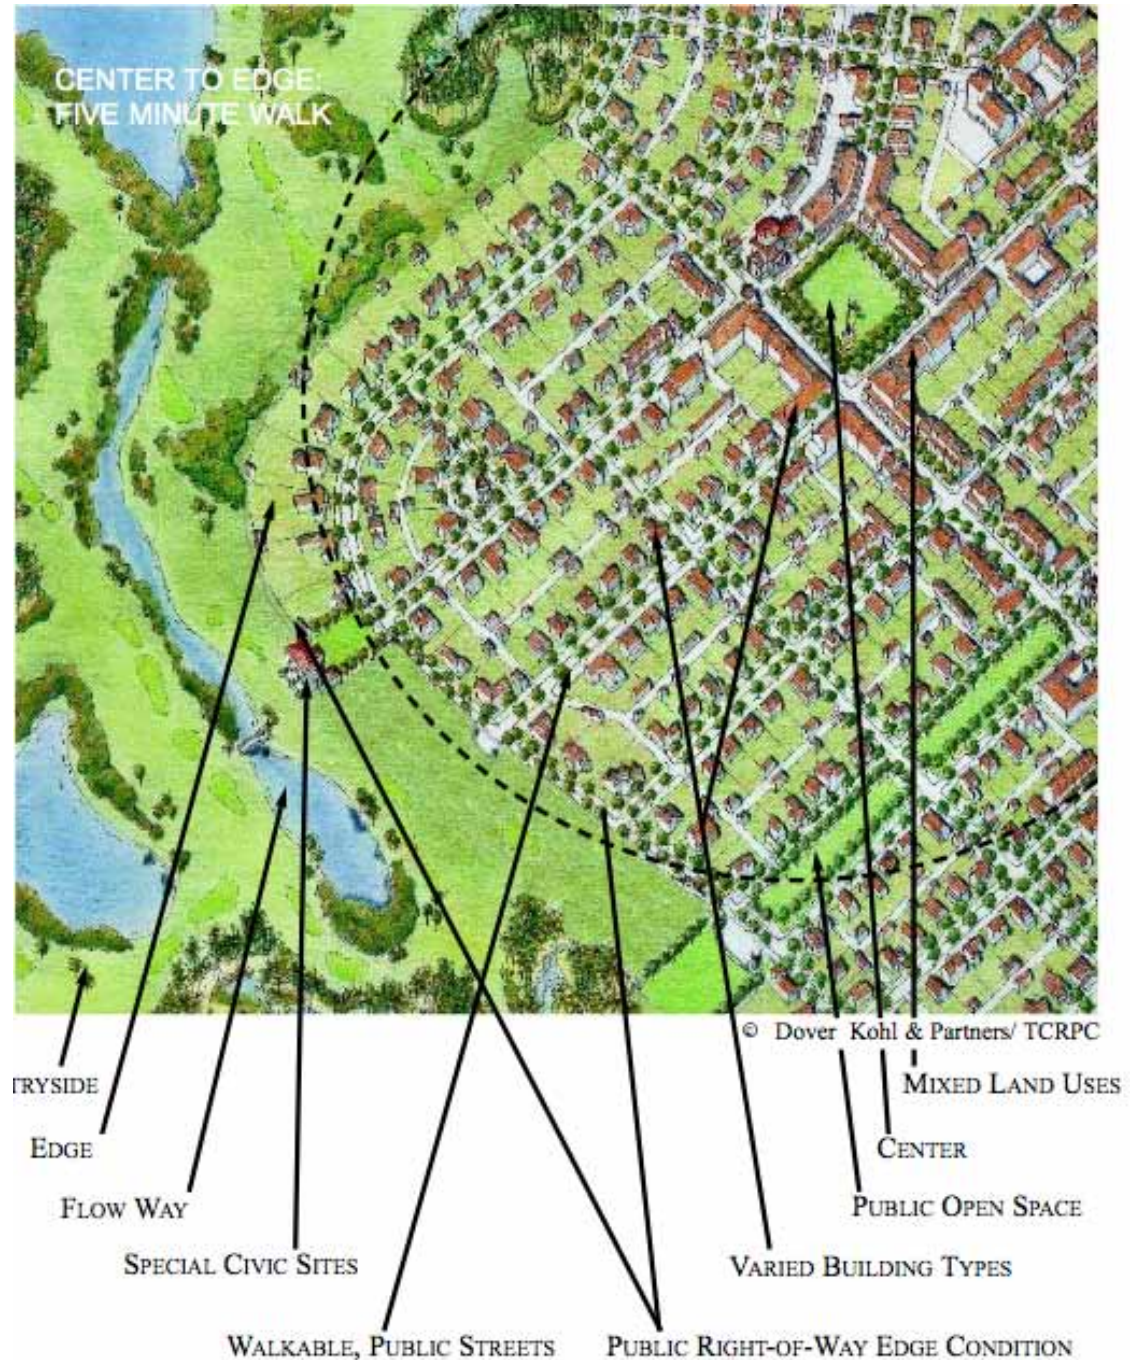 CENTER TO EDGE:
FIVE MINUTE WALK
© Dover Kohl & Partners/ TCRPC
TRYSIDE
MIXED LAND USES
EDGE
CENTER
FLOW WAY
PUBLIC OPEN SPACE
SPECIAL CIVIC SITES
VARIED BUILDING TYPES
WALKABLE, PUBLIC STREETS
PUBLIC RIGHT-OF-WAY EDGE CONDITION